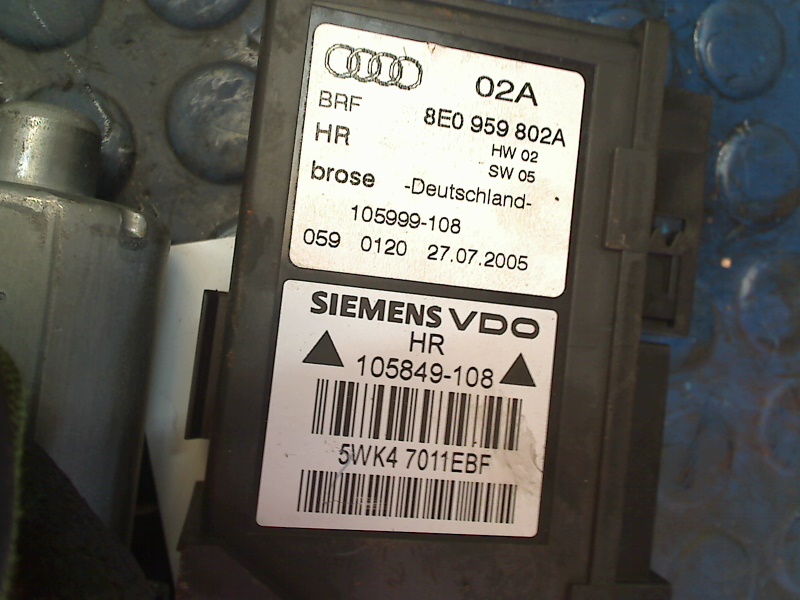 02A
BRF
8E0 959 802A
HR
HW 02
SW 05
brose -Deutschland-
105999-108
059 0120 27.07.2005
SIEMENS VDO
HR
105849-108
5WK4 7011EBF